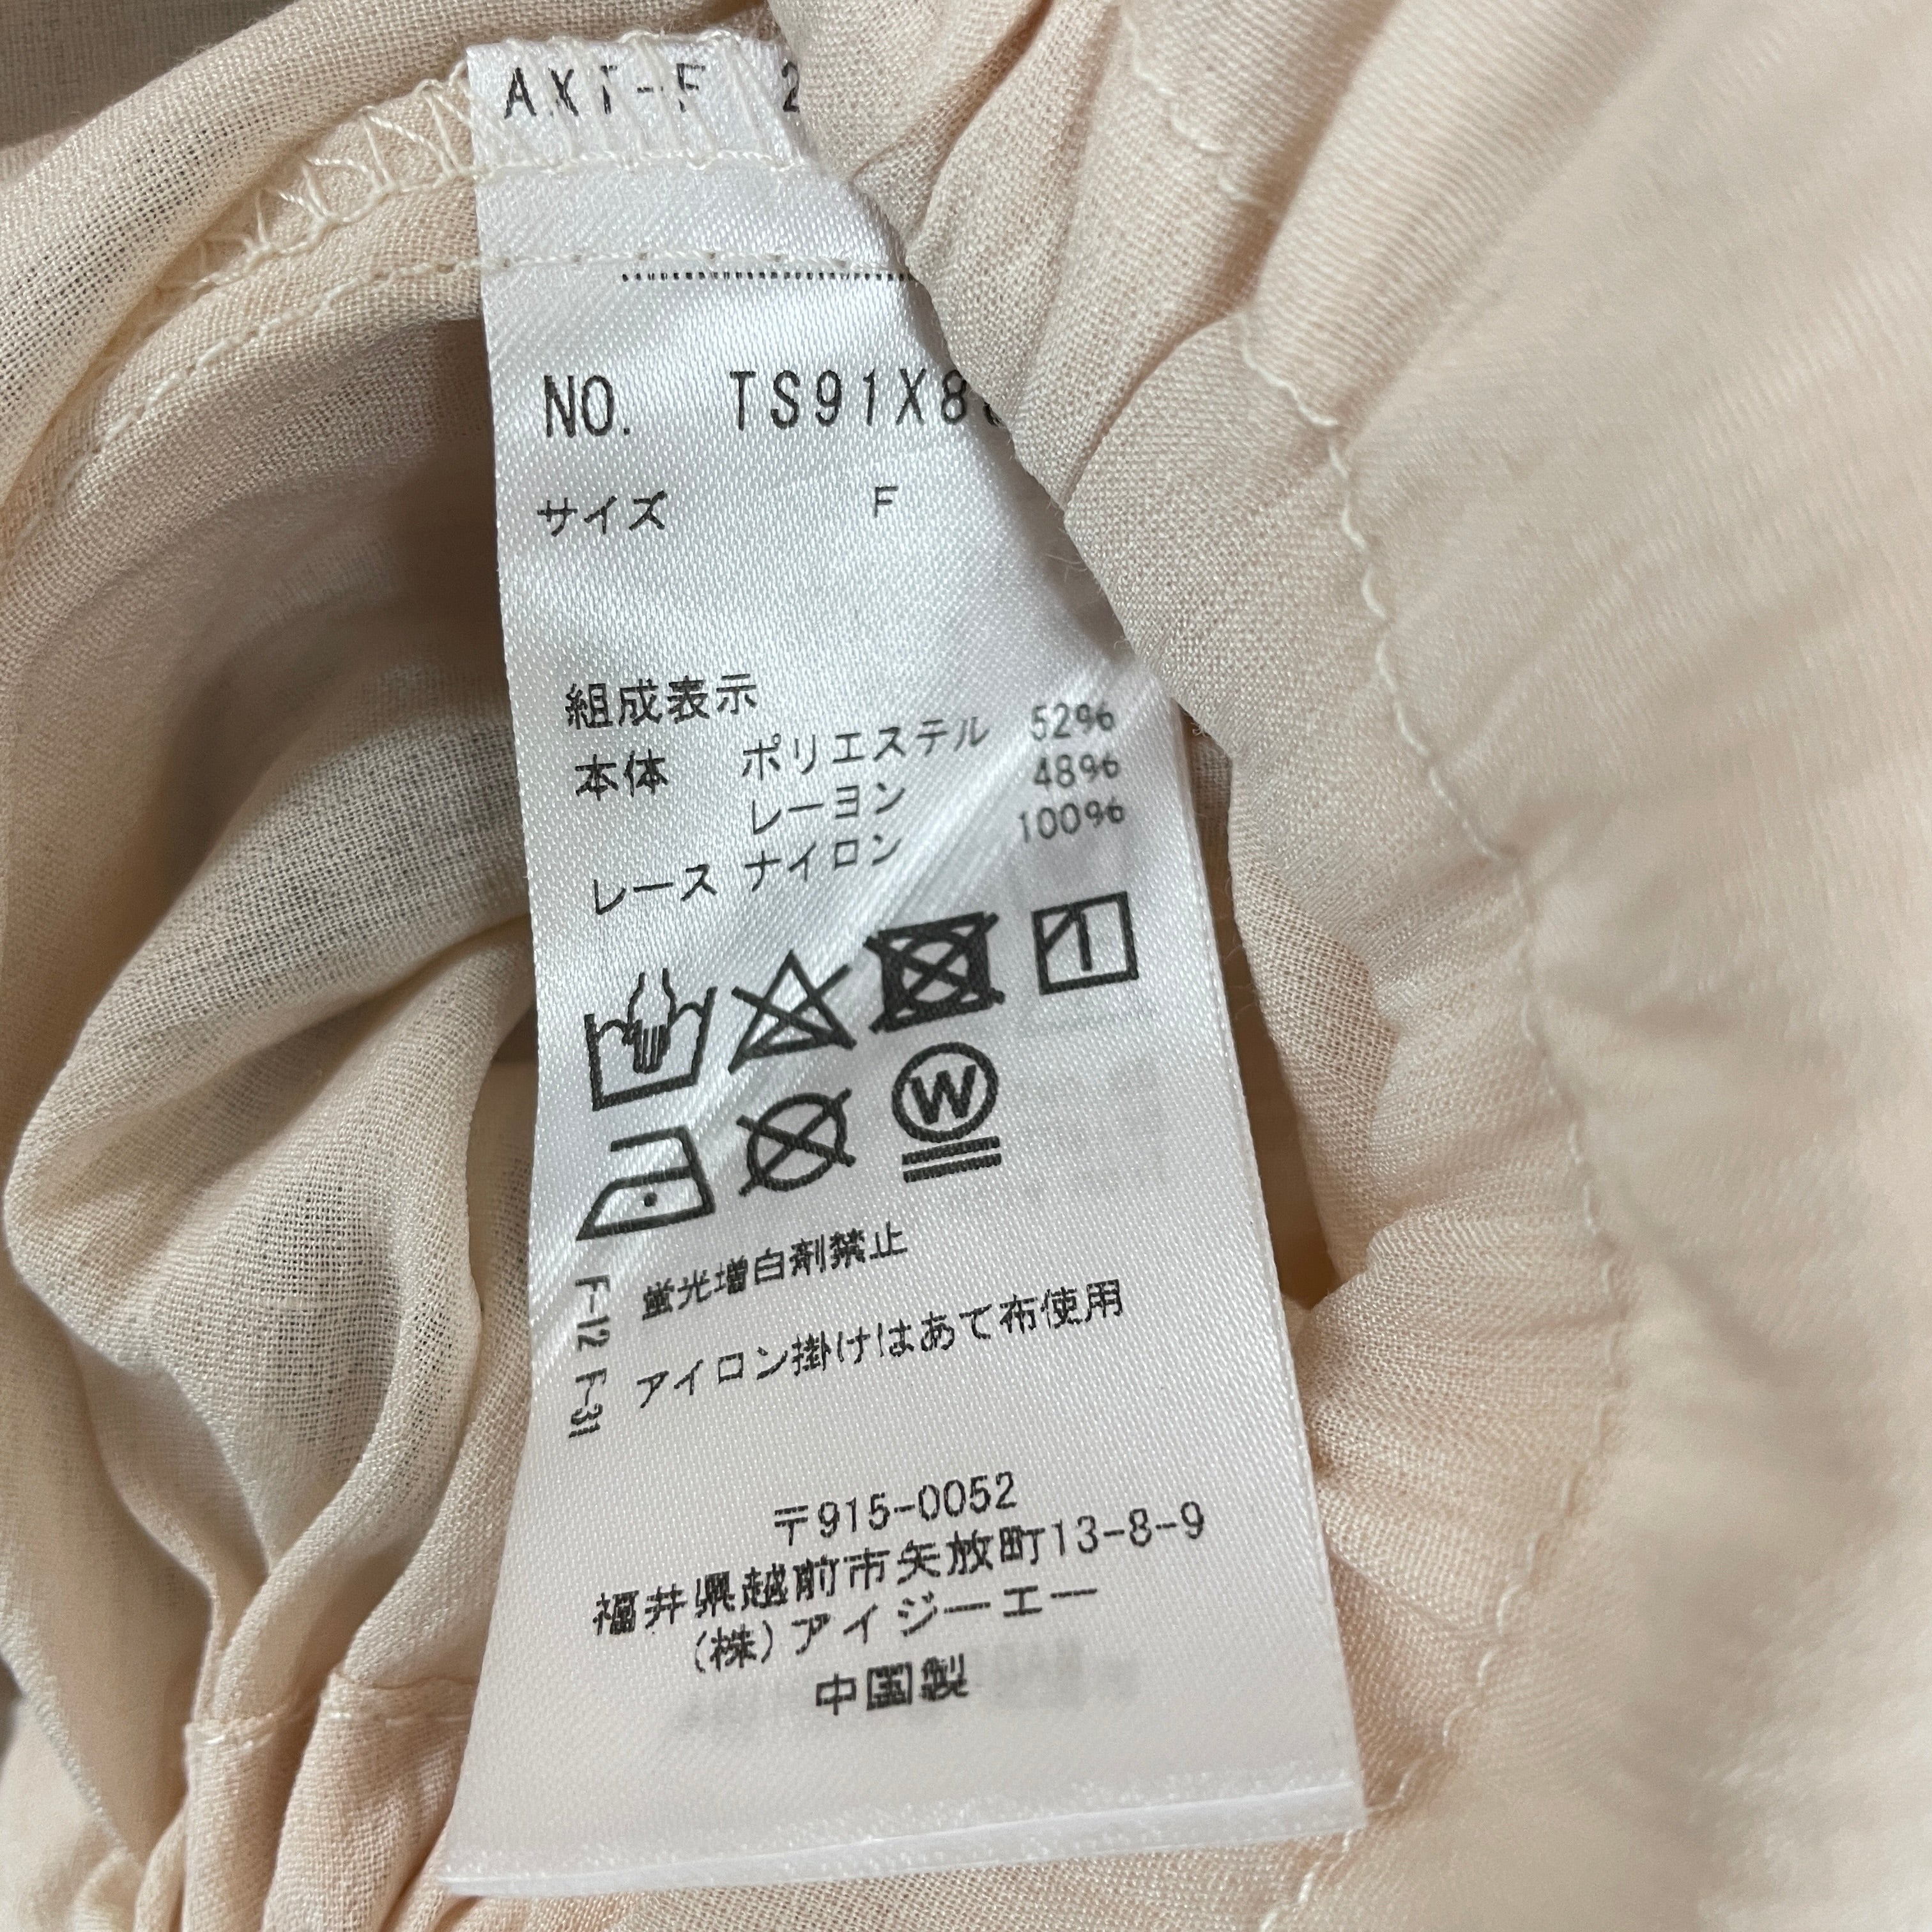 NO. TS91X8
サイズ F
組成表示
本体 ポリエステル 52%
レーヨン 48%
レース ナイロン 100%
W
F-12 蛍光増白剤禁止
F-31 アイロン掛けはあて布使用
〒915-0052
福井県越前市矢放町13-8-9
(株)アイジーエー
中国製